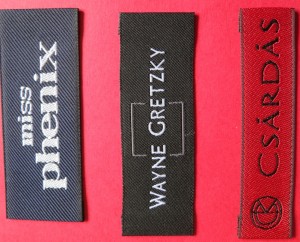 miss
phenix
WAYNE GRETZKY
CSÁRDÁS